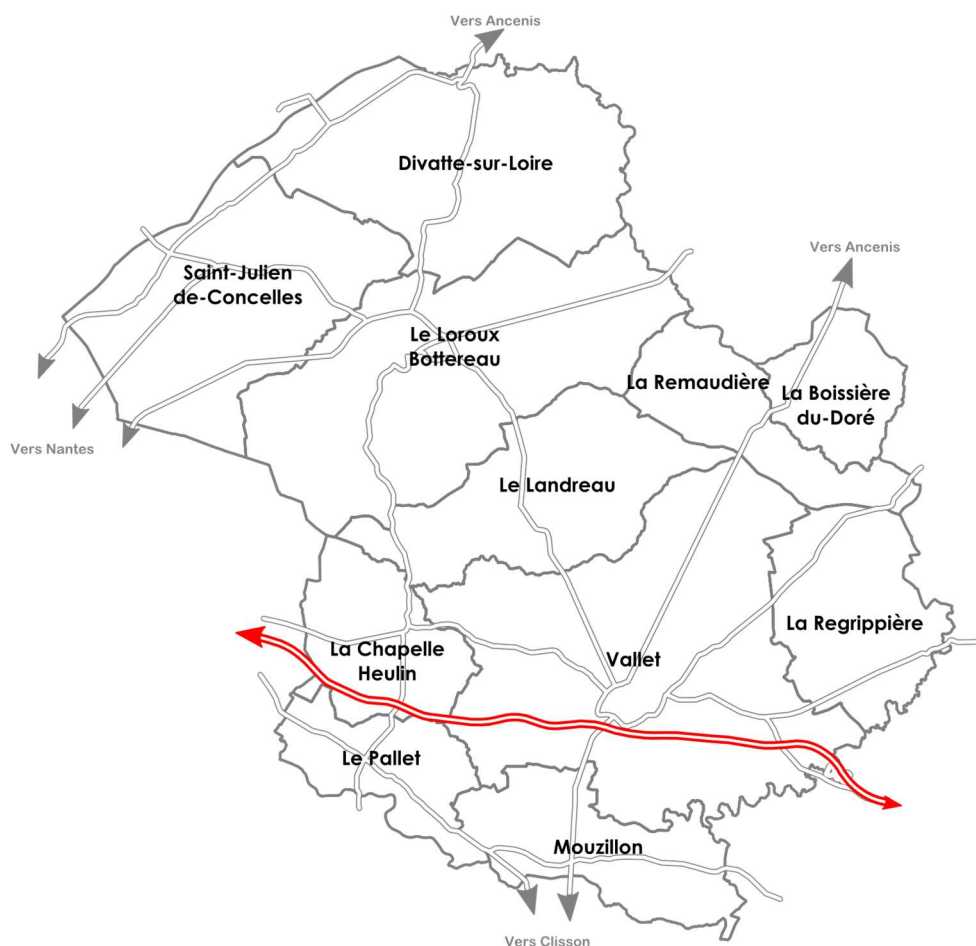 Vers Ancenis
Divatte-sur-Loire
Vers Ancenis
Saint-Julien
de-Concelles
Le Loroux
Bottereau
La Remaudière
La Boissière
du-Doré
Vers Nantes
Le Landreau
La Regrippière
La Chapelle
Heulin
Vallet
Le Pallet
Mouzillon
Vers Clisson